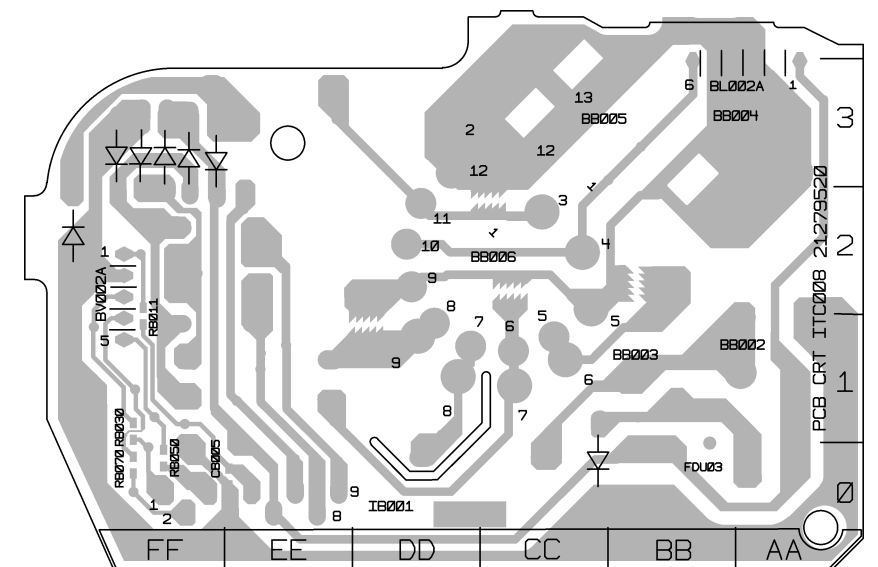 6
BL002A
1
13
BB005
BB004
3
2
12
12
3
11
1
1
10
BB006
4
2
1
9
BV002A
8
RB011
7
6
5
5
5
9
BB003
BB002
6
1
8
7
RB030
RB070
RB050
CB005
FDU03
PCB CRT ITC008 21279520
9
1
2
IB001
8
0
FF
EE
DD
CC
BB
AA